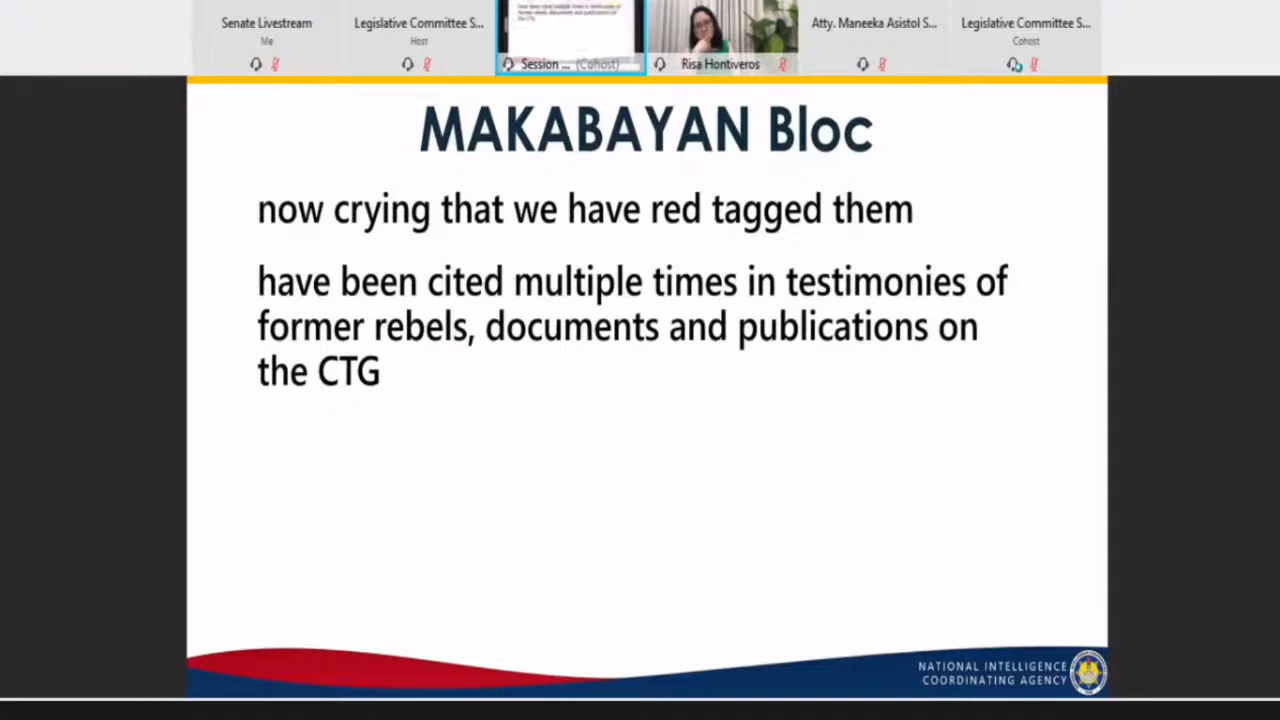 Senate Livestream
Me
Legislative Committee S...
Host
Session ... (Cohost)
Risa Hontiveros
Atty. Maneeka Asistol S...
Legislative Committee S...
Cohost
MAKABAYAN Bloc
now crying that we have red tagged them
have been cited multiple times in testimonies of
former rebels, documents and publications on
the CTG
NATIONAL INTELLIGENCE
COORDINATING AGENCY